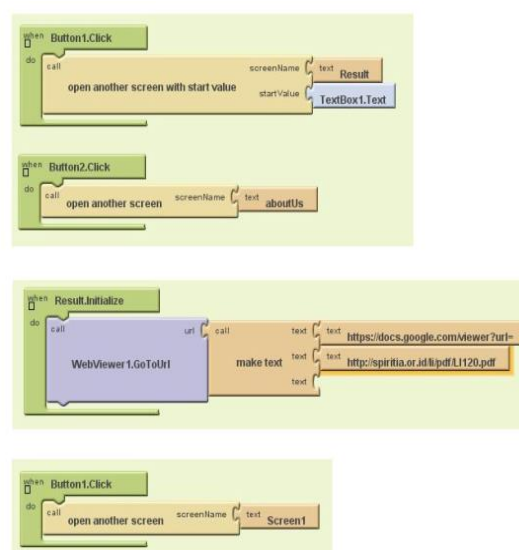 when Button1.Click
do call open another screen with start value screenName text Result
startValue TextBox1.Text
when Button2.Click
do call open another screen screenName text aboutUs
when Result.Initialize
do call WebViewer1.GoToUrl url call make text text text https://docs.google.com/viewer?url=
text text http://spiritia.or.id/li/pdf/LI120.pdf
text
when Button1.Click
do call open another screen screenName text Screen1